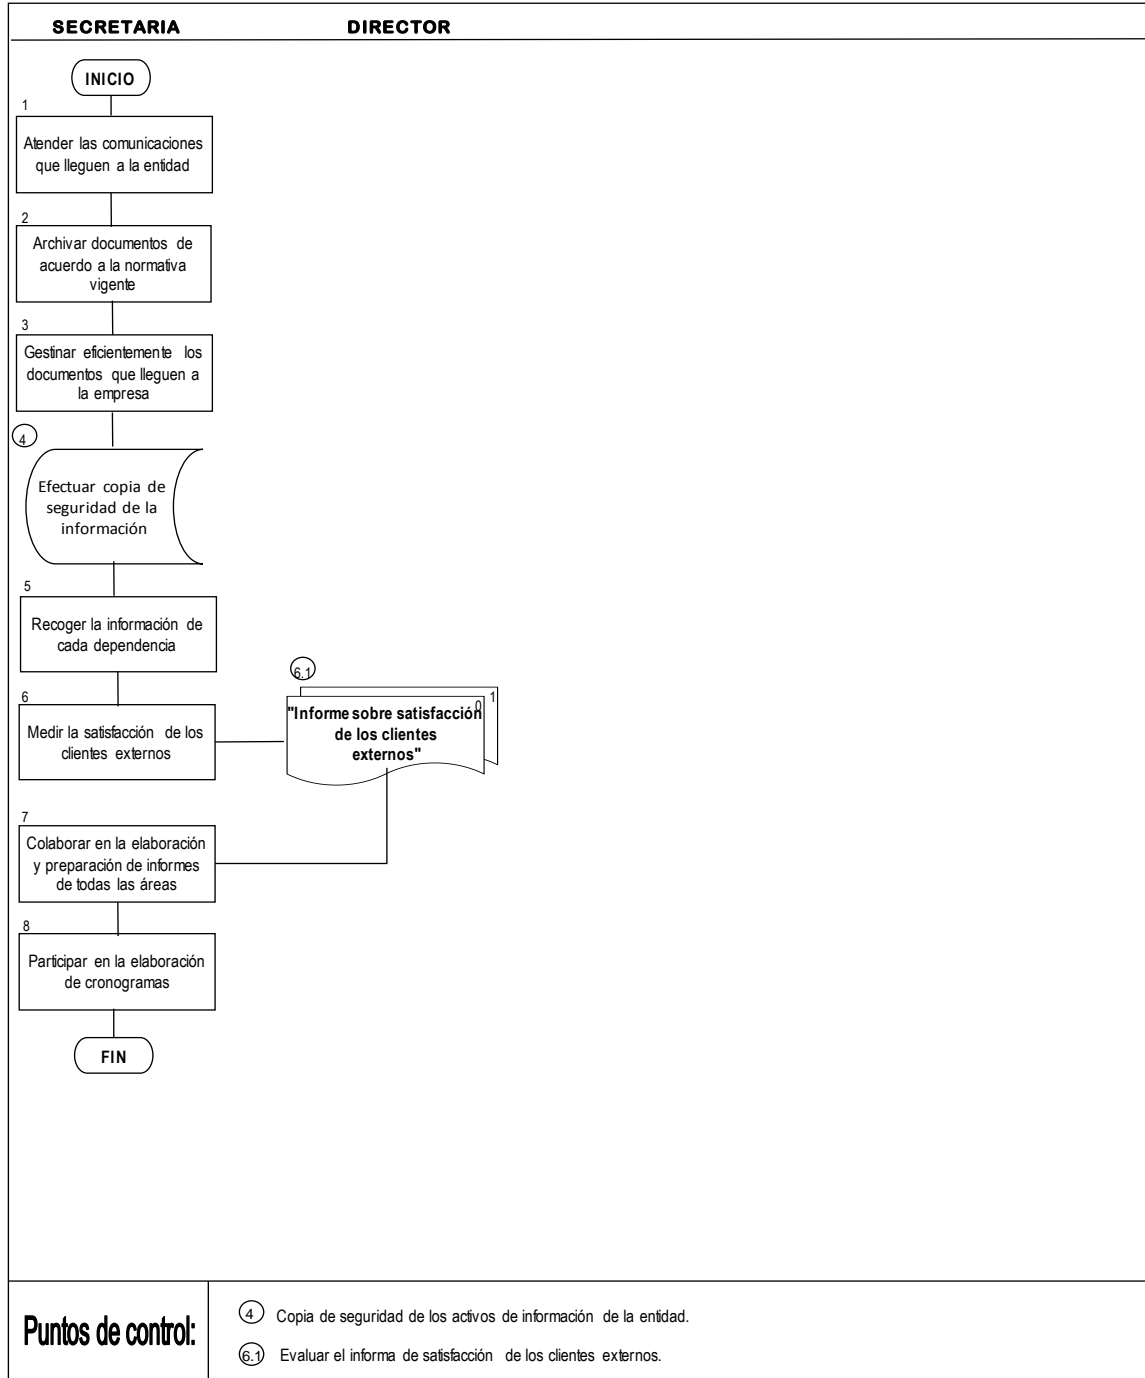 SECRETARIA DIRECTOR
INICIO
1
Atender las comunicaciones
que lleguen a la entidad
2
Archivar documentos de
acuerdo a la normativa
vigente
3
Gestinar eficientemente los
documentos que lleguen a
la empresa
4
Efectuar copia de
seguridad de la
información
5
Recoger la información de
cada dependencia
6
Medir la satisfacción de los
clientes externos
6.1
1
0
"Informe sobre satisfacción
de los clientes
externos"
7
Colaborar en la elaboración
y preparación de informes
de todas las áreas
8
Participar en la elaboración
de cronogramas
FIN
Puntos de control:
4 Copia de seguridad de los activos de información de la entidad.
6.1 Evaluar el informa de satisfacción de los clientes externos.